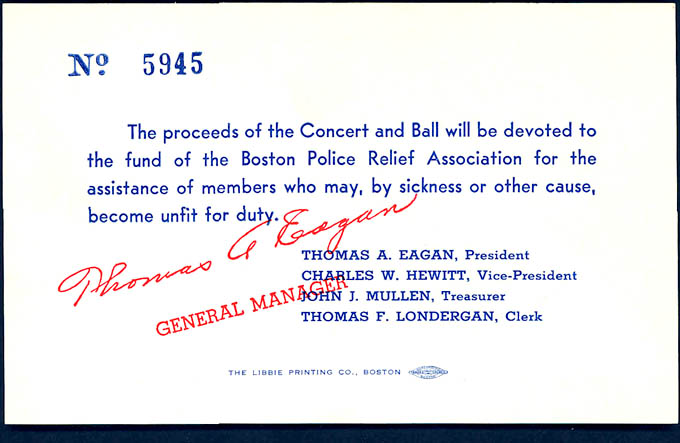 Nº 5945
The proceeds of the Concert and Ball will be devoted to
the fund of the Boston Police Relief Association for the
assistance of members who may, by sickness or other cause,
become unfit for duty.
Thomas A Eagan
GENERAL MANAGER
THOMAS A. EAGAN, President
CHARLES W. HEWITT, Vice-President
JOHN J. MULLEN, Treasurer
THOMAS F. LONDERGAN, Clerk
THE LIBBIE PRINTING CO., BOSTON